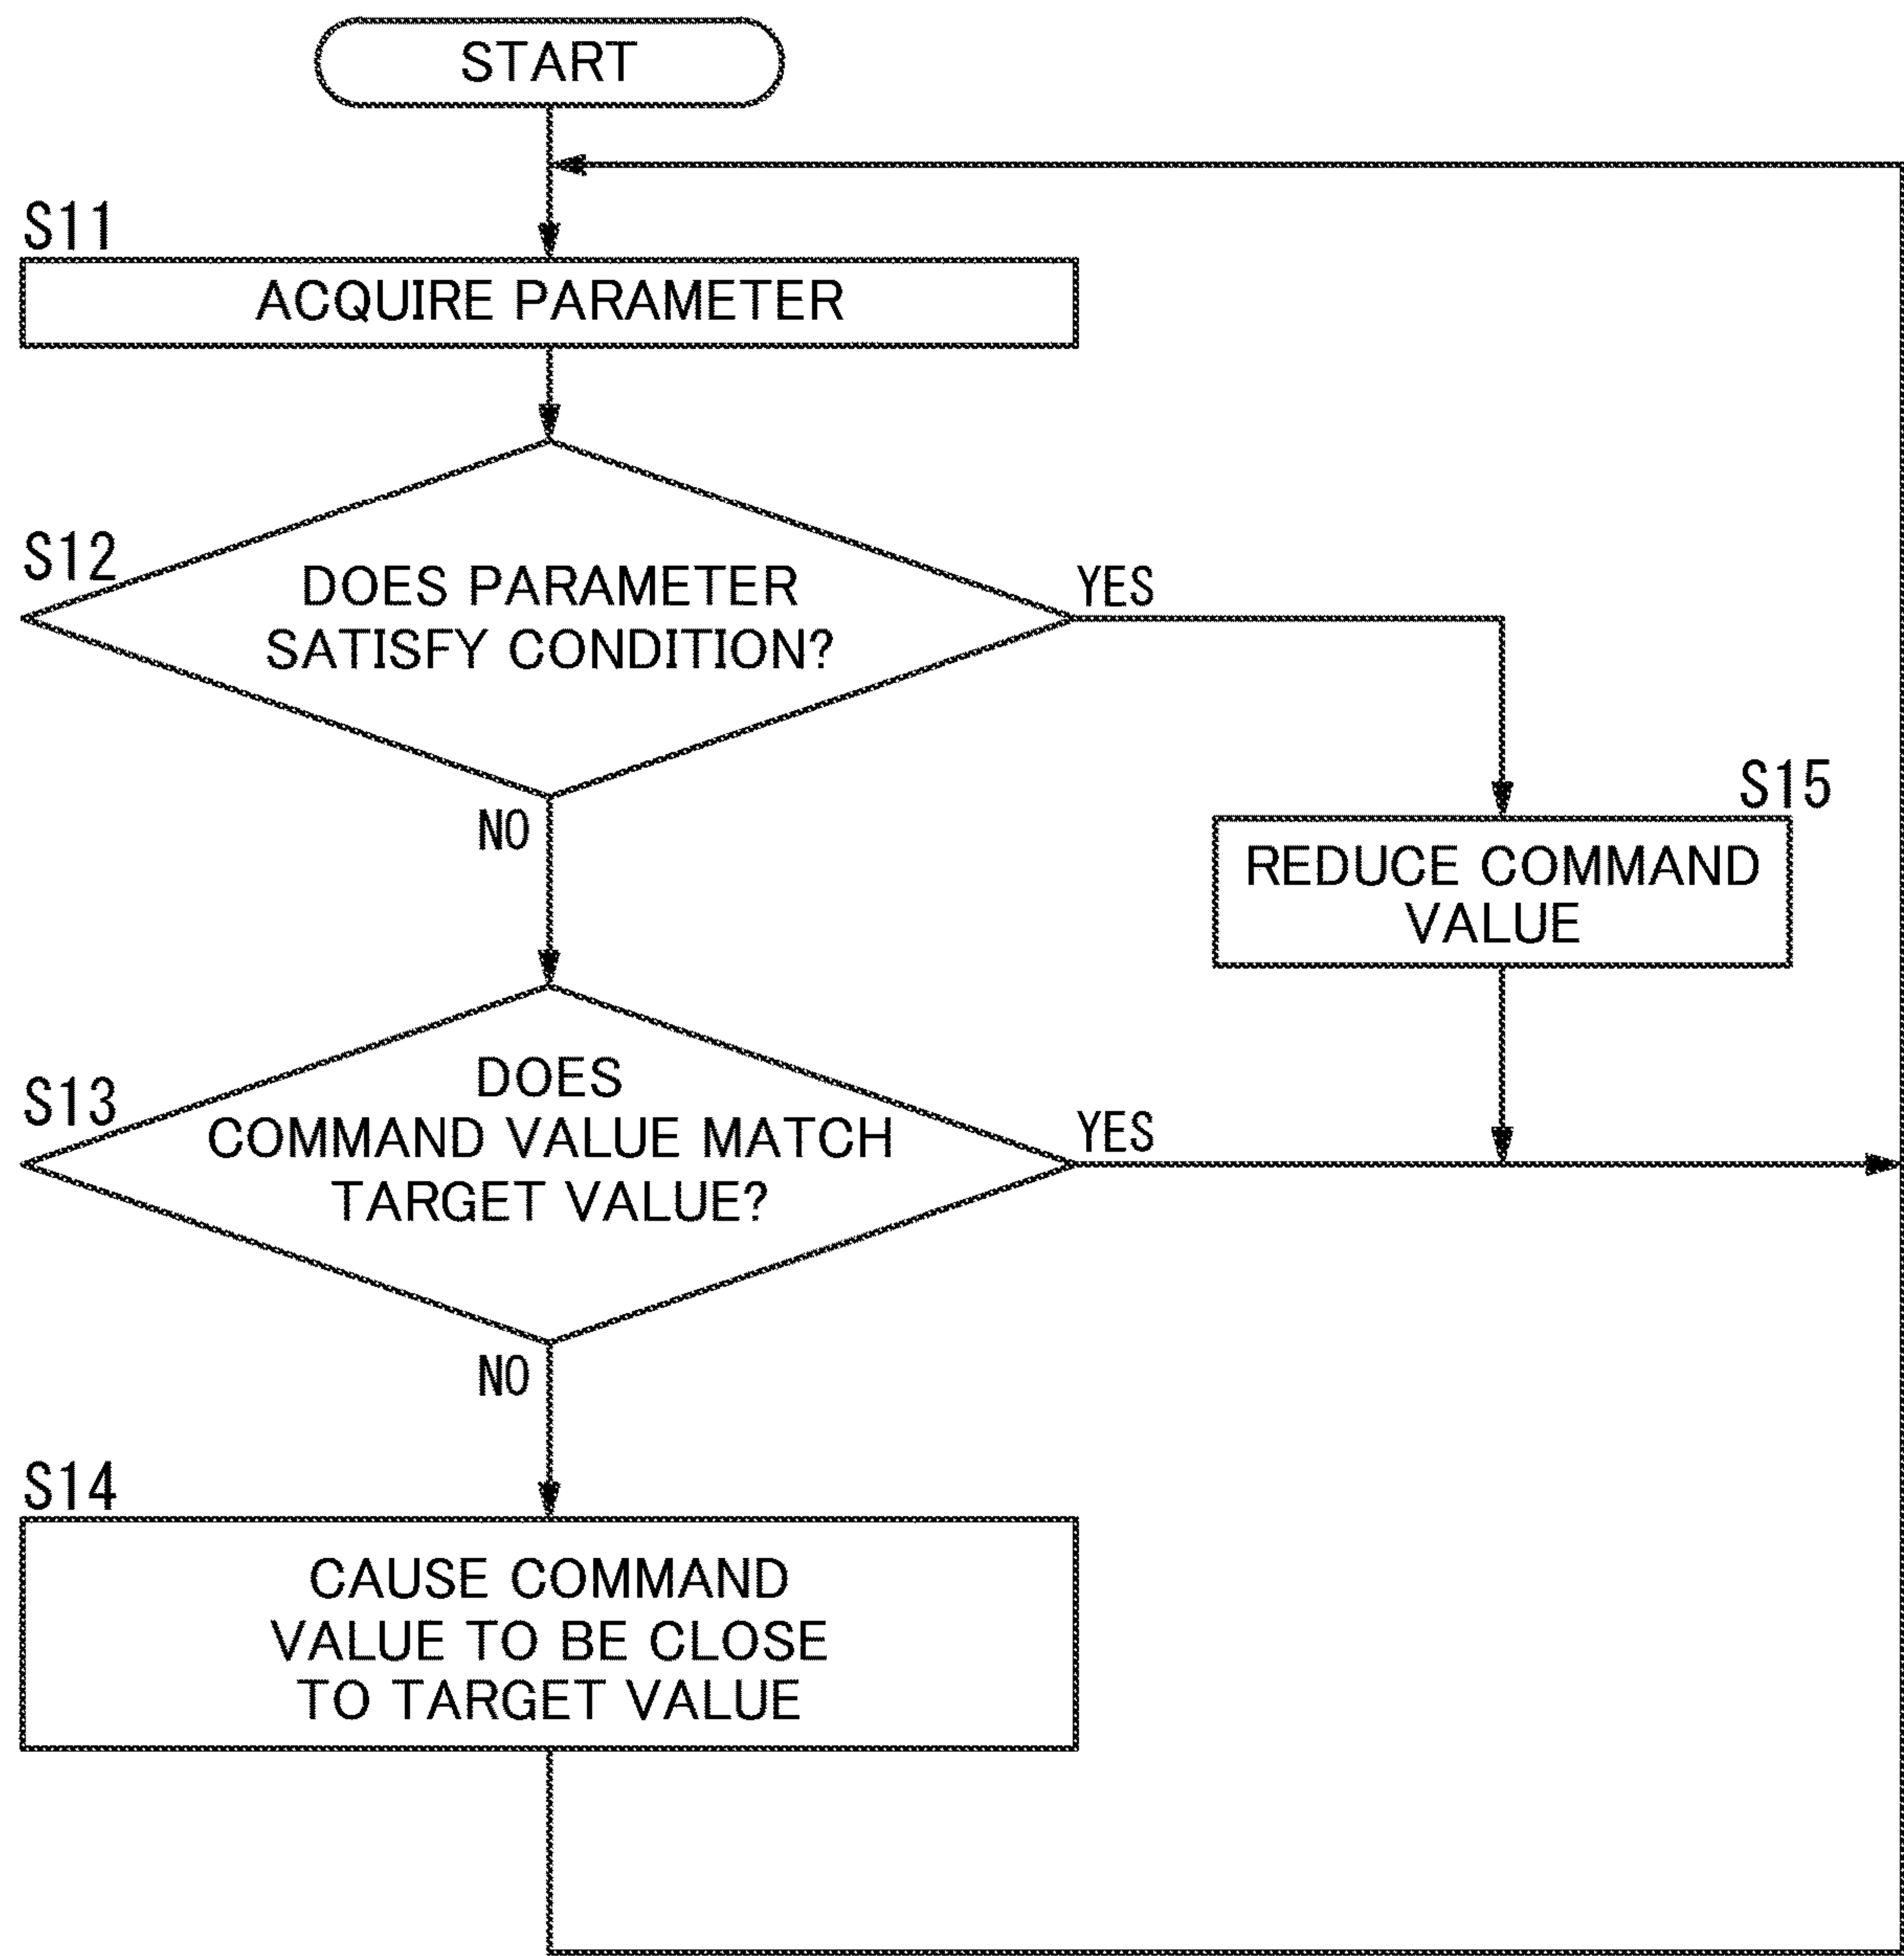 START
S11
ACQUIRE PARAMETER
S12
DOES PARAMETER
SATISFY CONDITION?
YES
NO
S15
REDUCE COMMAND
VALUE
S13
DOES
COMMAND VALUE MATCH
TARGET VALUE?
YES
NO
S14
CAUSE COMMAND
VALUE TO BE CLOSE
TO TARGET VALUE